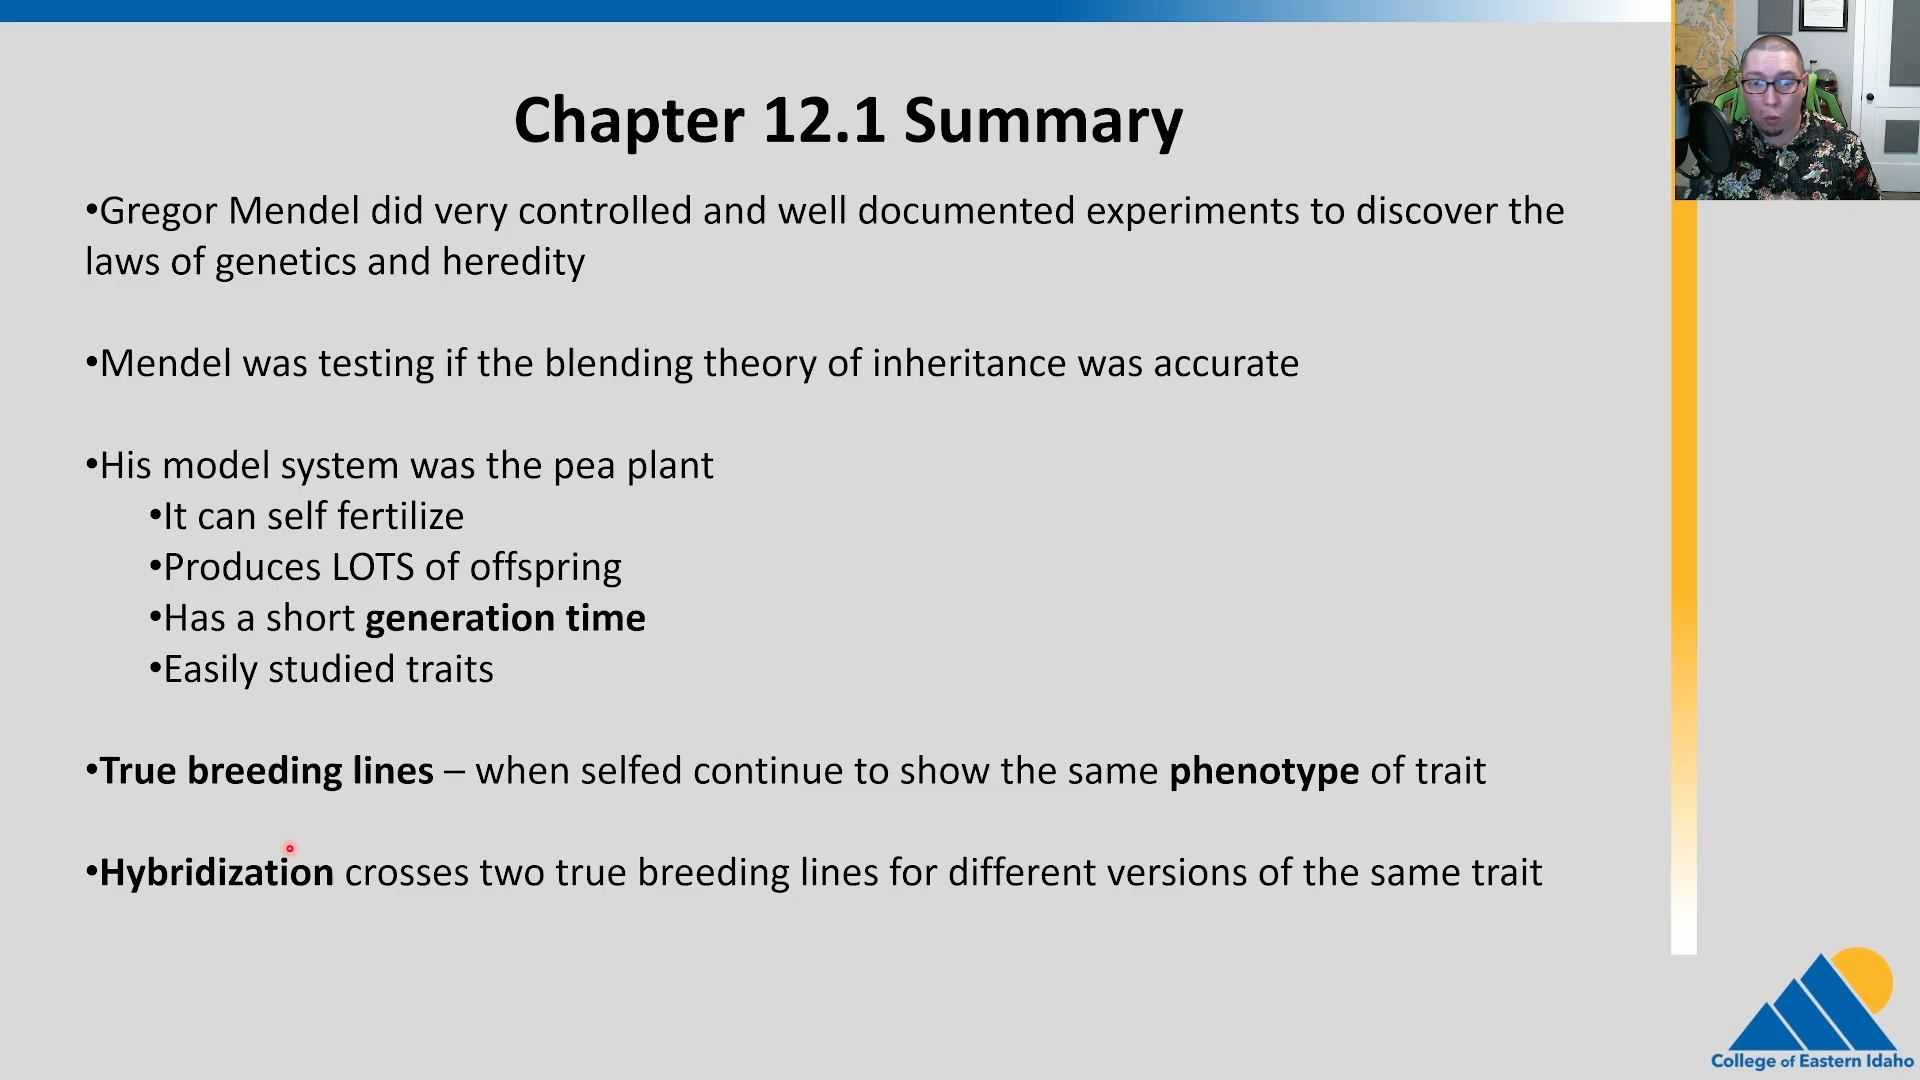 Chapter 12.1 Summary
•Gregor Mendel did very controlled and well documented experiments to discover the
laws of genetics and heredity
•Mendel was testing if the blending theory of inheritance was accurate
•His model system was the pea plant
•It can self fertilize
•Produces LOTS of offspring
•Has a short generation time
•Easily studied traits
•True breeding lines – when selfed continue to show the same phenotype of trait
•Hybridization crosses two true breeding lines for different versions of the same trait
College of Eastern Idaho